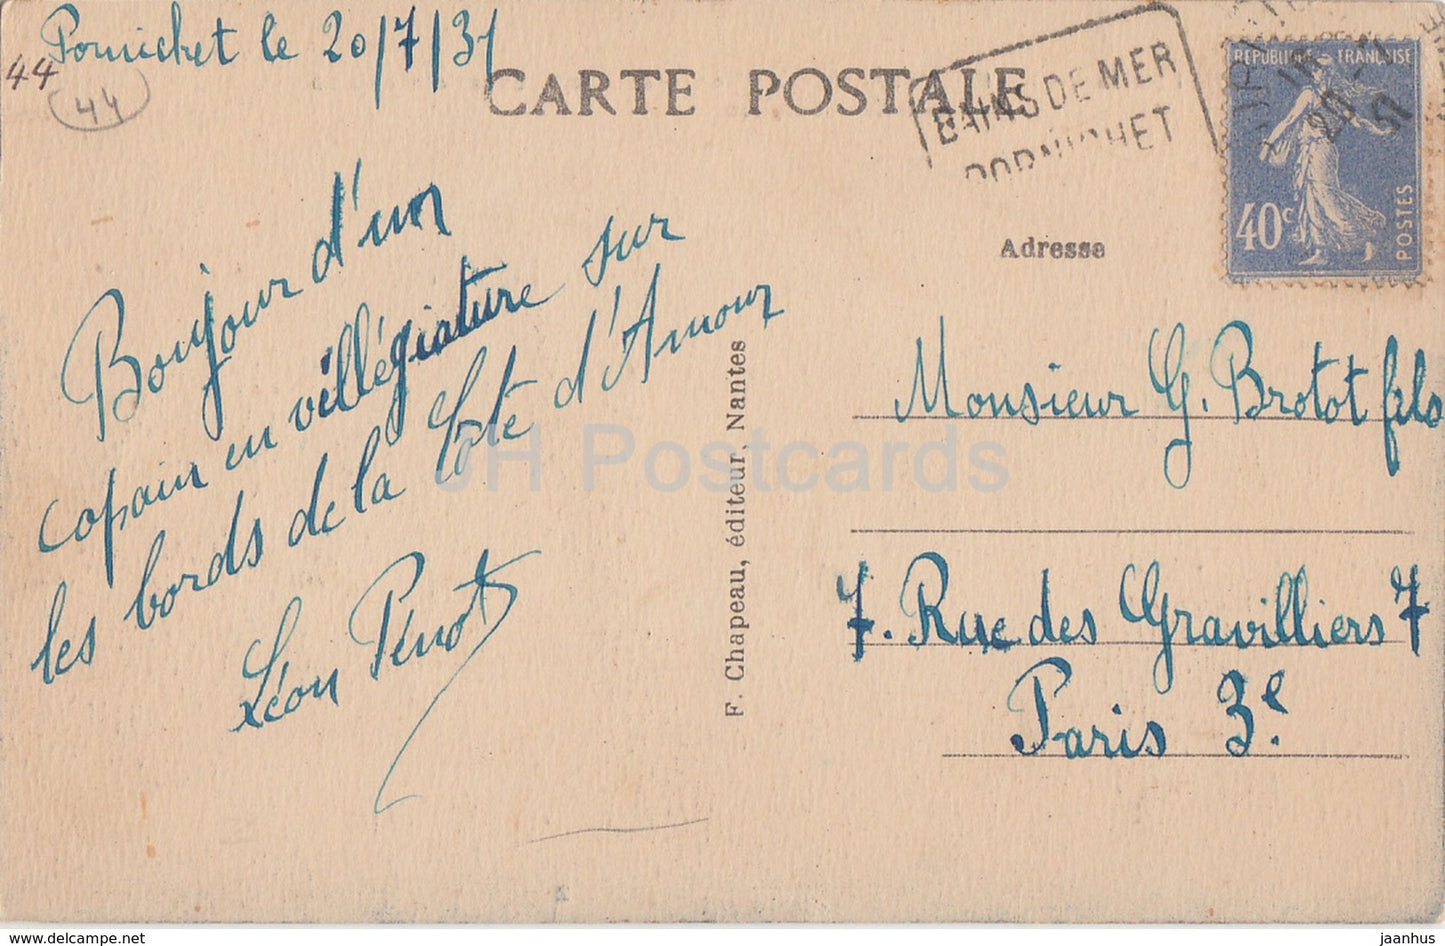 Pornichet le 20/7/31
44
44
CARTE POSTALE
BAINS DE MER
PORNICHET
REPUBLIQUE FRANÇAISE
40c
POSTES
Adresse
Bonjour d'un
copain en villégiature sur
les bords de la Côte d'Amour
Léon Pénot
F. Chapeau, éditeur, Nantes
Monsieur G. Brotot fils
7. Rue des Gravilliers 7
Paris 3e.
JH Postcards
www.delcampe.net
jaanhus